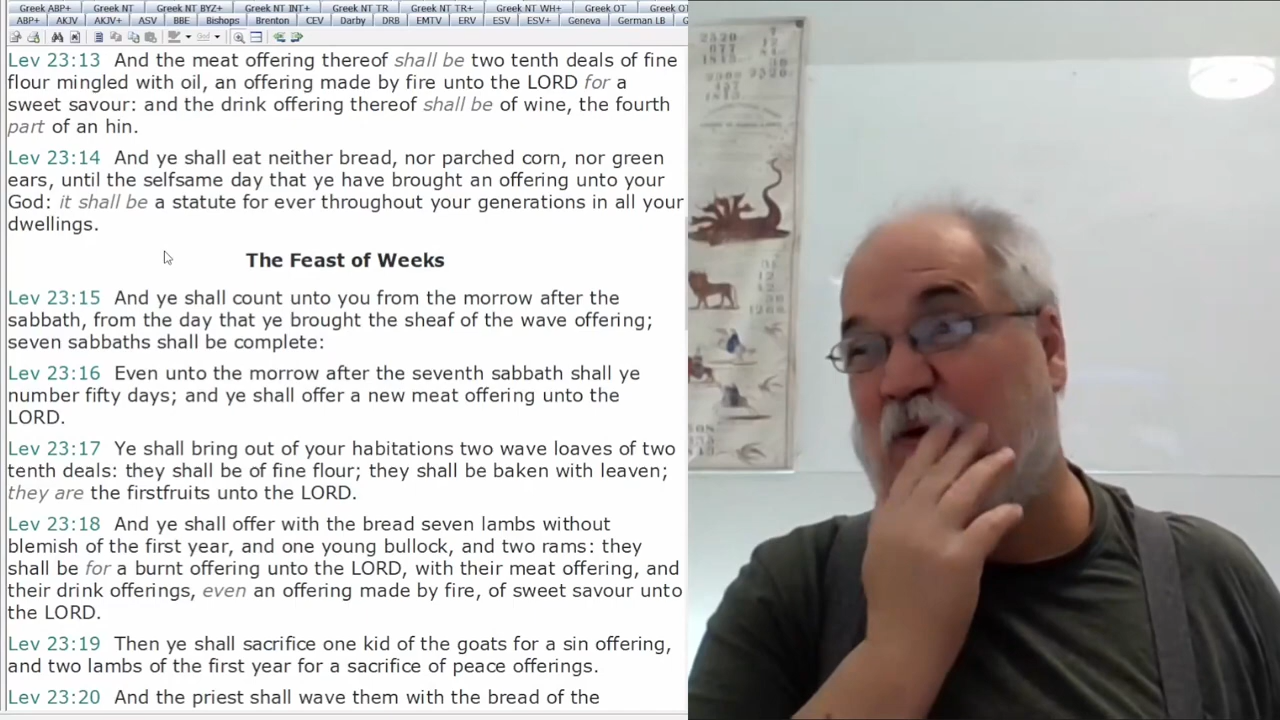 Greek ABP+ Greek NT Greek NT BYZ+ Greek NT INT+ Greek NT TR Greek NT TR+ Greek NT WH+ Greek OT Greek
ABP+ AKJV AKJV+ ASV BBE Bishops Brenton CEV Darby DRB EMTV ERV ESV ESV+ Geneva German LB
Lev 23:13 And the meat offering thereof shall be two tenth deals of fine
flour mingled with oil, an offering made by fire unto the LORD for a
sweet savour: and the drink offering thereof shall be of wine, the fourth
part of an hin.
Lev 23:14 And ye shall eat neither bread, nor parched corn, nor green
ears, until the selfsame day that ye have brought an offering unto your
God: it shall be a statute for ever throughout your generations in all your
dwellings.
The Feast of Weeks
Lev 23:15 And ye shall count unto you from the morrow after the
sabbath, from the day that ye brought the sheaf of the wave offering;
seven sabbaths shall be complete:
Lev 23:16 Even unto the morrow after the seventh sabbath shall ye
number fifty days; and ye shall offer a new meat offering unto the
LORD.
Lev 23:17 Ye shall bring out of your habitations two wave loaves of two
tenth deals: they shall be of fine flour; they shall be baken with leaven;
they are the firstfruits unto the LORD.
Lev 23:18 And ye shall offer with the bread seven lambs without
blemish of the first year, and one young bullock, and two rams: they
shall be for a burnt offering unto the LORD, with their meat offering, and
their drink offerings, even an offering made by fire, of sweet savour unto
the LORD.
Lev 23:19 Then ye shall sacrifice one kid of the goats for a sin offering,
and two lambs of the first year for a sacrifice of peace offerings.
Lev 23:20 And the priest shall wave them with the bread of the
2520
677
2520